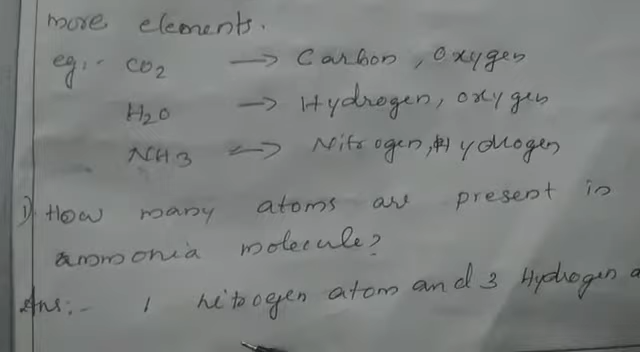 more elements.
eg:- CO2 → Carbon, Oxygen
H2O → Hydrogen, oxygen
NH3 → Nitrogen, Hydrogen
1) How many atoms are present in
ammonia molecule?
Ans:- 1 nitrogen atom and 3 Hydrogen a